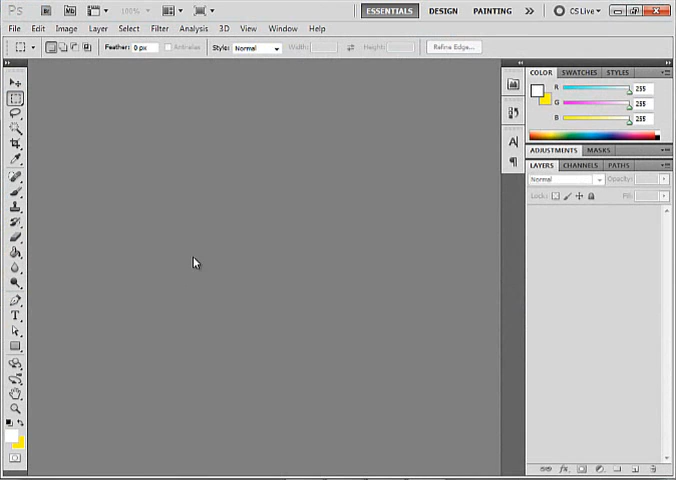 Ps Br Mb 100% ESSENTIALS DESIGN PAINTING CS Live
File Edit Image Layer Select Filter Analysis 3D View Window Help
Feather: 0 px Anti-alias Style: Normal Width: Height: Refine Edge...
COLOR SWATCHES STYLES
R 255
G 255
B 255
ADJUSTMENTS MASKS
LAYERS CHANNELS PATHS
Normal Opacity:
Lock: Fill: